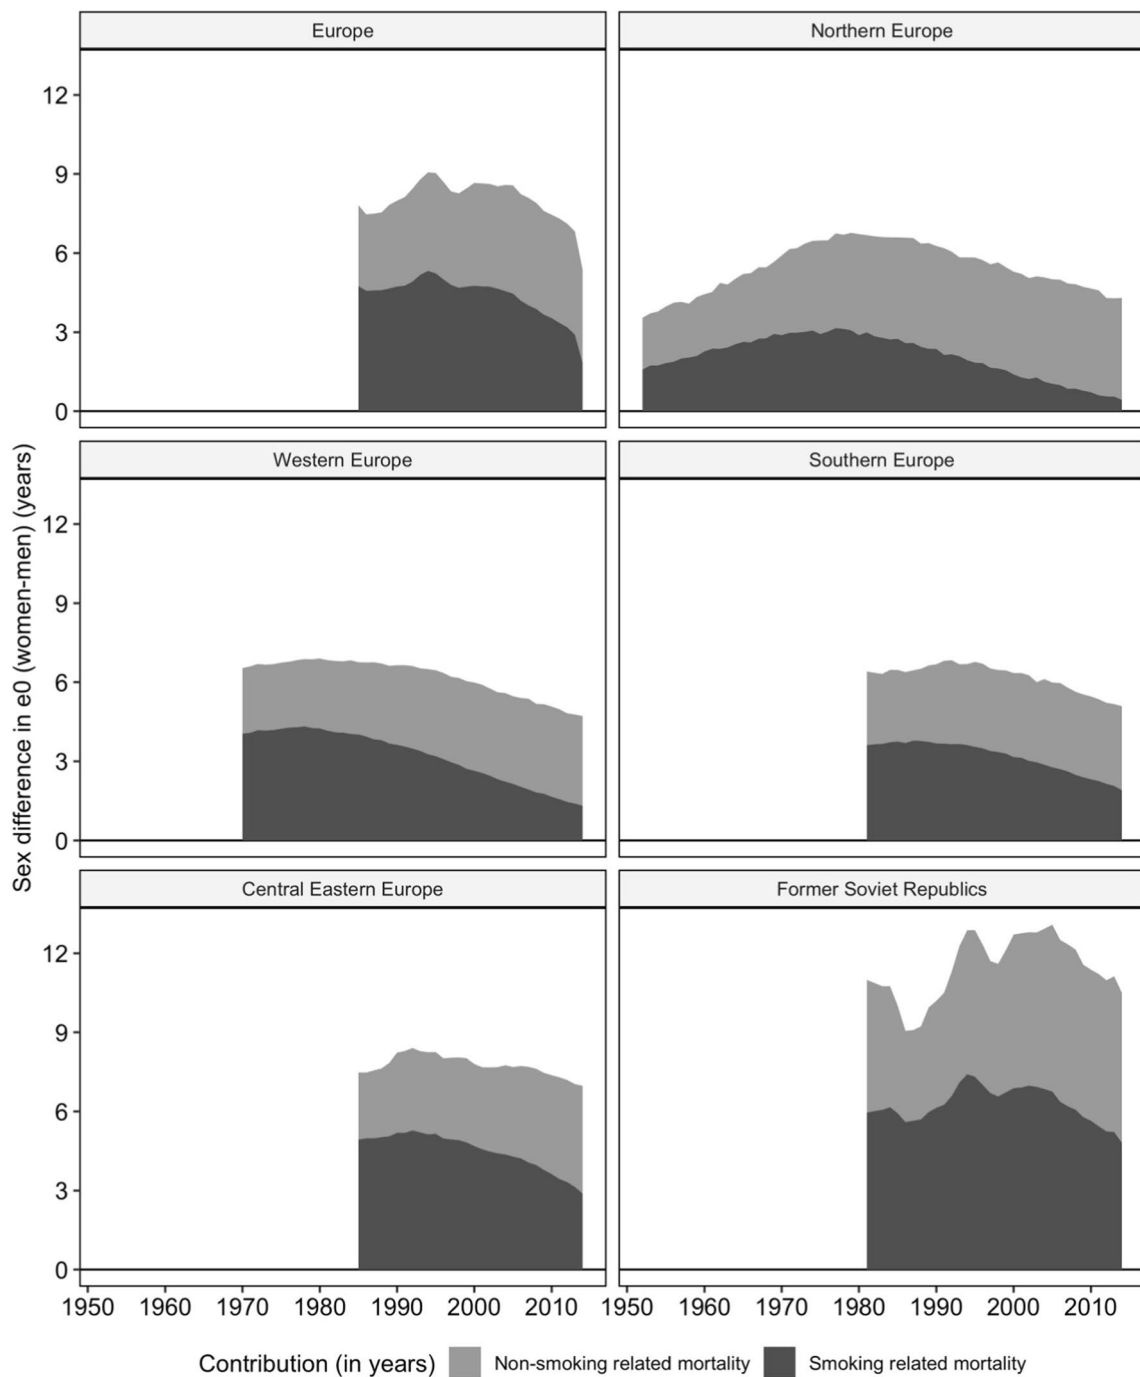 Europe
Northern Europe
12
9
6
3
0
Western Europe
Southern Europe
12
9
6
3
0
Sex difference in e0 (women-men) (years)
Central Eastern Europe
Former Soviet Republics
12
9
6
3
0
1950 1960 1970 1980 1990 2000 2010
1950 1960 1970 1980 1990 2000 2010
Contribution (in years) Non-smoking related mortality Smoking related mortality